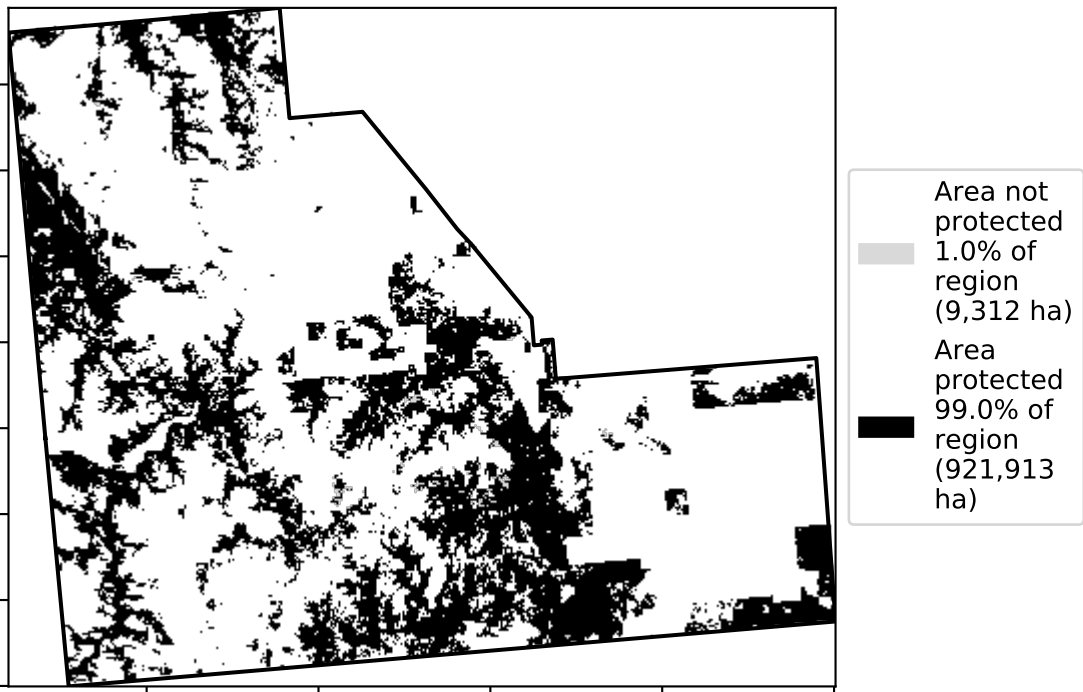 Area not
protected
1.0% of
region
(9,312 ha)
Area
protected
99.0% of
region
(921,913
ha)